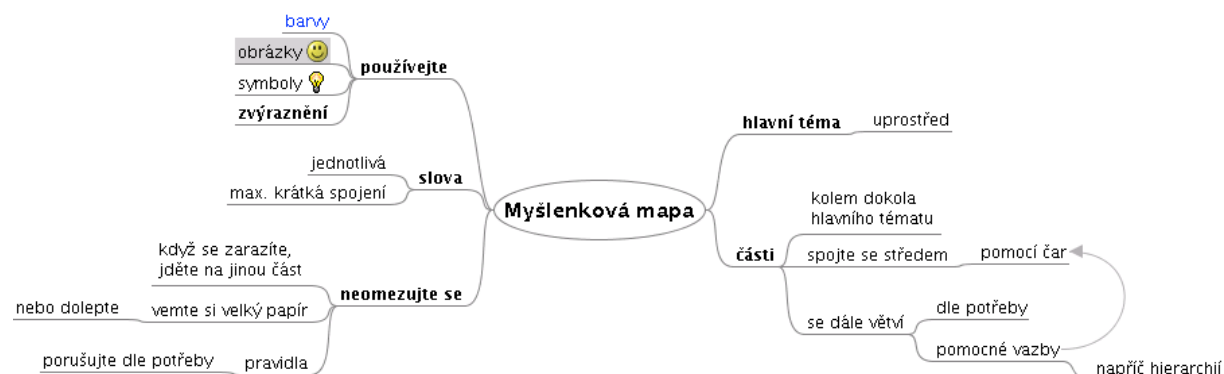 barvy
obrázky
symboly
zvýraznění
používejte
jednotlivá
max. krátká spojení
slova
když se zarazíte,
jděte na jinou část
nebo dolepte
vemte si velký papír
porušujte dle potřeby
pravidla
neomezujte se
Myšlenková mapa
hlavní téma
uprostřed
části
kolem dokola
hlavního tématu
spojte se středem
pomocí čar
se dále větví
dle potřeby
pomocné vazby
napříč hierarchií